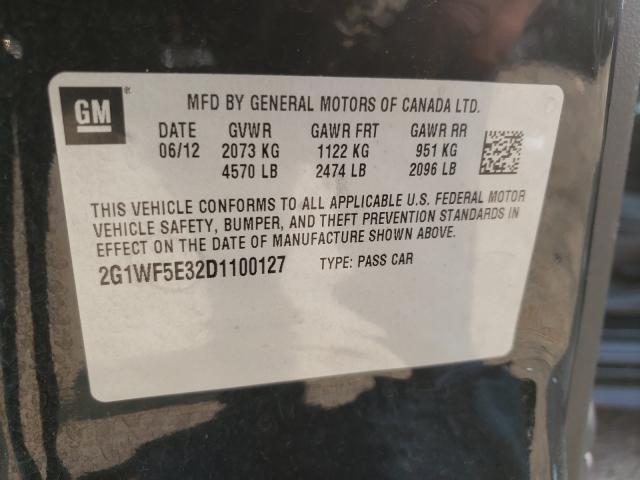 GM
MFD BY GENERAL MOTORS OF CANADA LTD.
DATE GVWR GAWR FRT GAWR RR
06/12 2073 KG 1122 KG 951 KG
4570 LB 2474 LB 2096 LB
THIS VEHICLE CONFORMS TO ALL APPLICABLE U.S. FEDERAL MOTOR
VEHICLE SAFETY, BUMPER, AND THEFT PREVENTION STANDARDS IN
EFFECT ON THE DATE OF MANUFACTURE SHOWN ABOVE.
2G1WF5E32D1100127 TYPE: PASS CAR